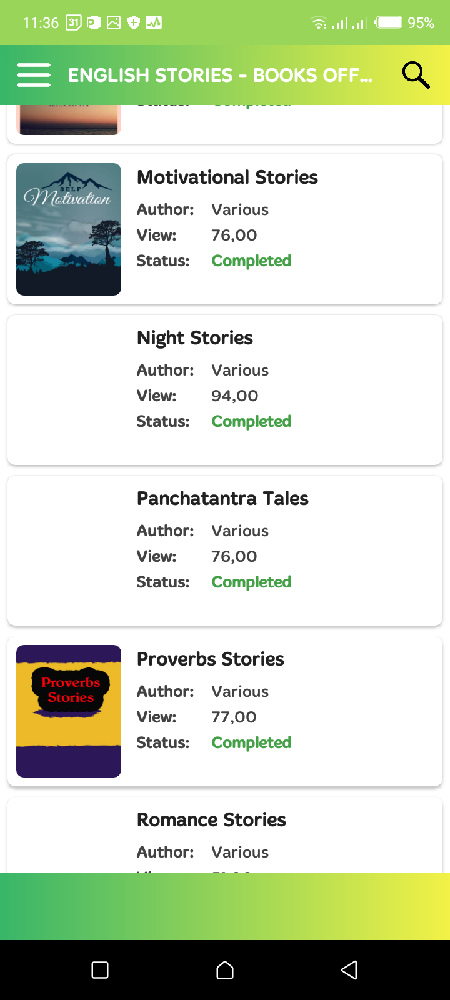 11:36 31 95%
ENGLISH STORIES - BOOKS OFF...
Status: Completed
SELF
Motivation
Motivational Stories
Author: Various
View: 76,00
Status: Completed
Night Stories
Author: Various
View: 94,00
Status: Completed
Panchatantra Tales
Author: Various
View: 76,00
Status: Completed
Proverbs
Stories
Proverbs Stories
Author: Various
View: 77,00
Status: Completed
Romance Stories
Author: Various